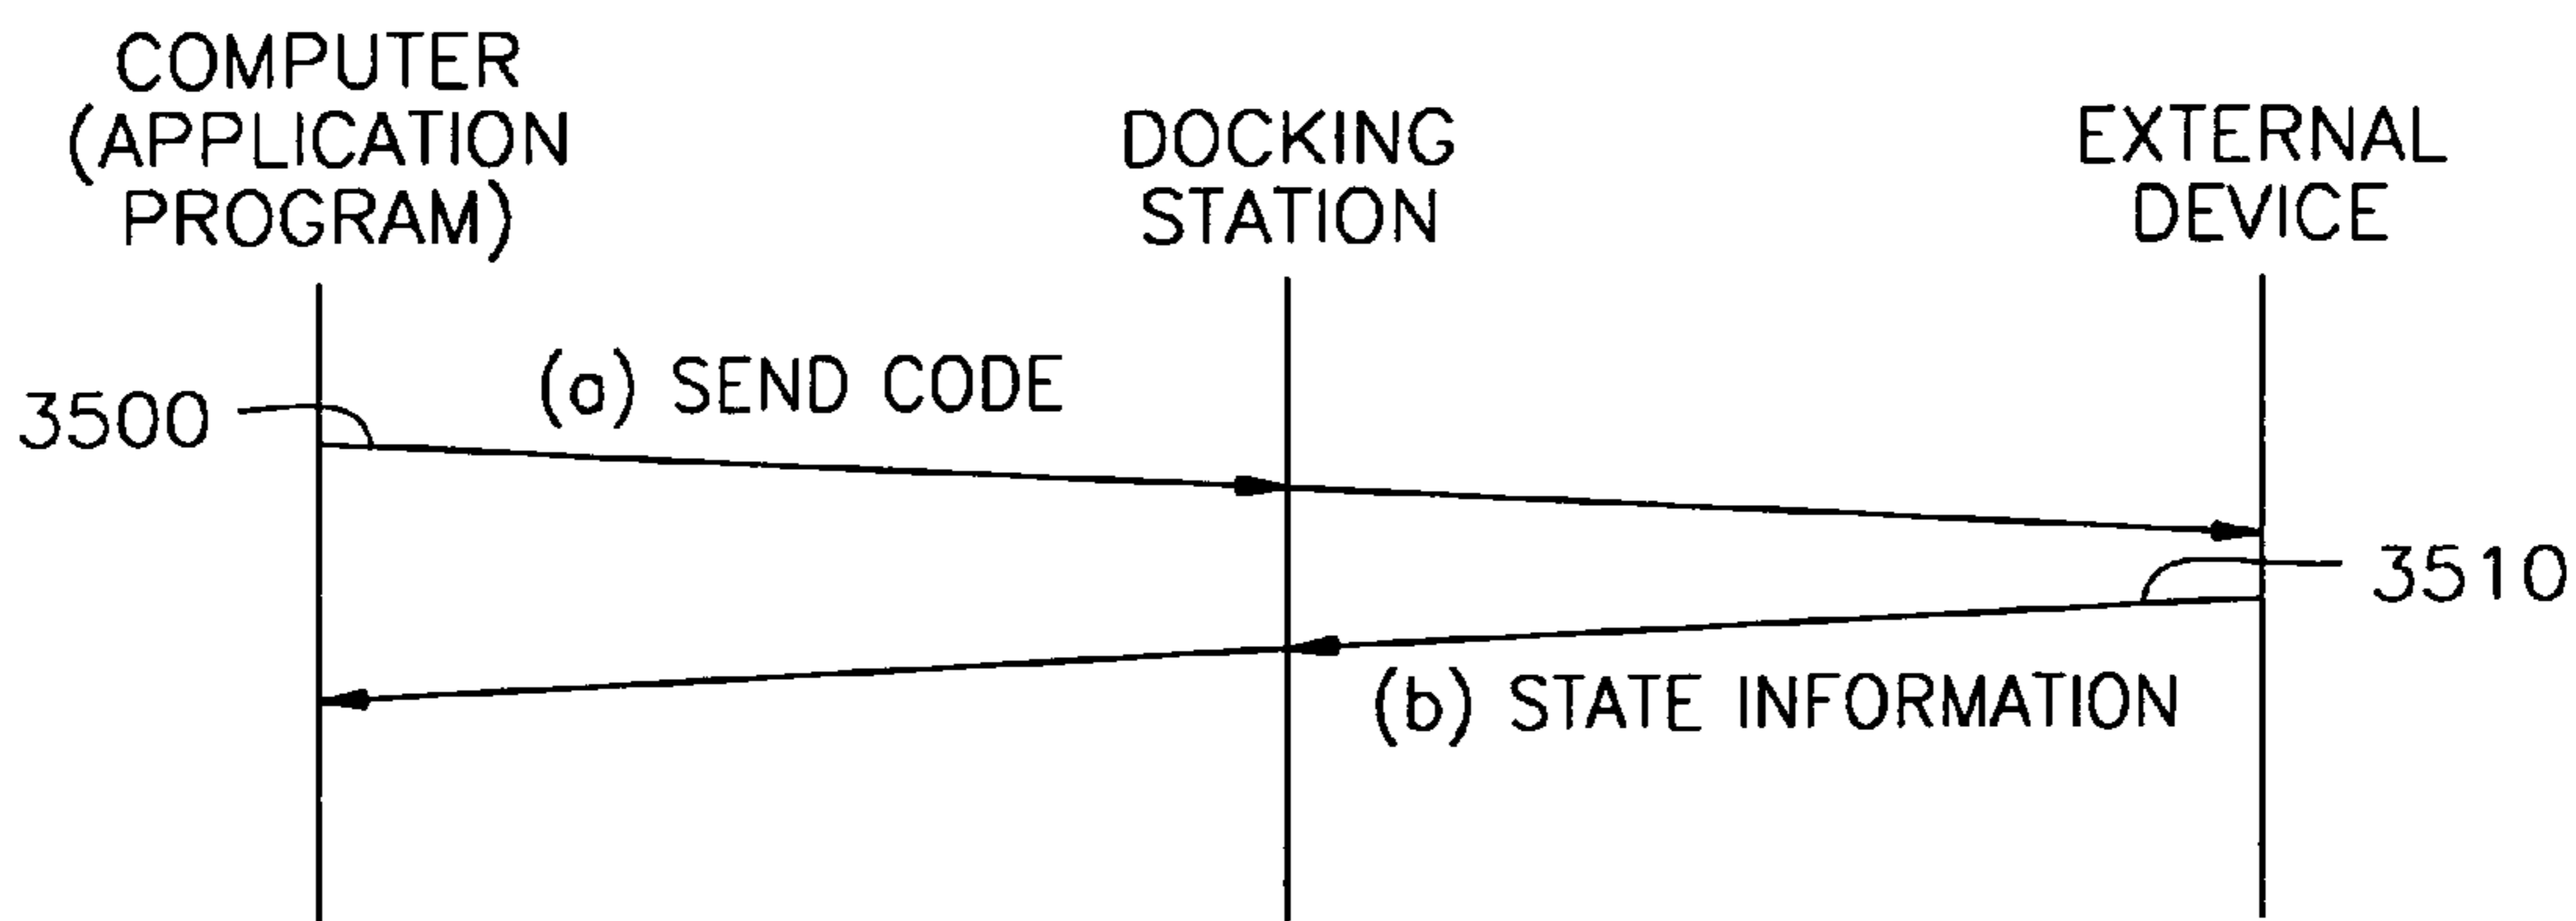 COMPUTER
(APPLICATION
PROGRAM)
DOCKING
STATION
EXTERNAL
DEVICE
(a) SEND CODE
3500
3510
(b) STATE INFORMATION